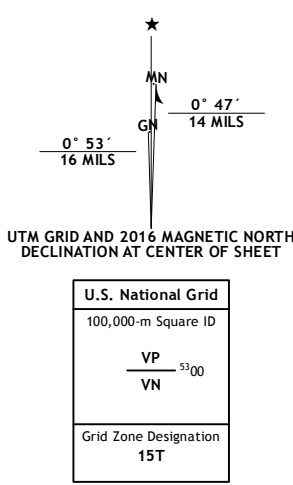 ★
MN
0° 47´
14 MILS
GN
0° 53´
16 MILS
UTM GRID AND 2016 MAGNETIC NORTH
DECLINATION AT CENTER OF SHEET
U.S. National Grid
100,000-m Square ID
VP
5300
VN
Grid Zone Designation
15T